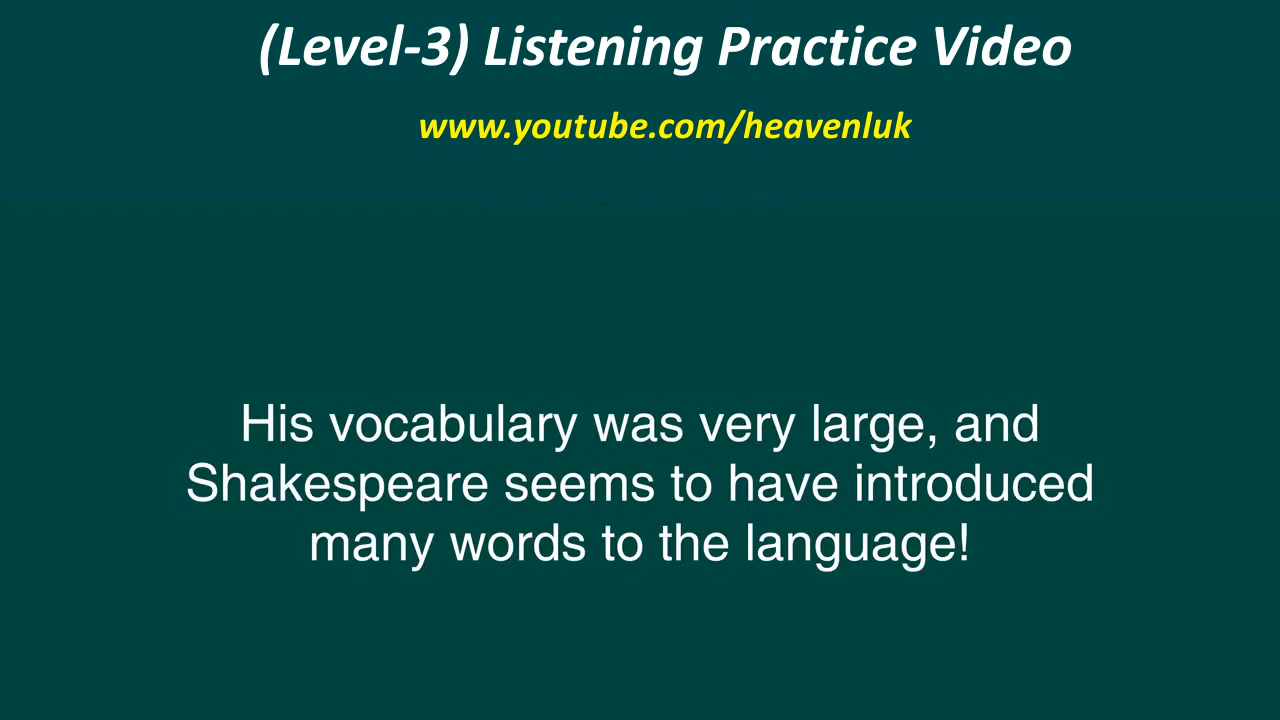 (Level-3) Listening Practice Video
www.youtube.com/heavenluk
His vocabulary was very large, and
Shakespeare seems to have introduced
many words to the language!